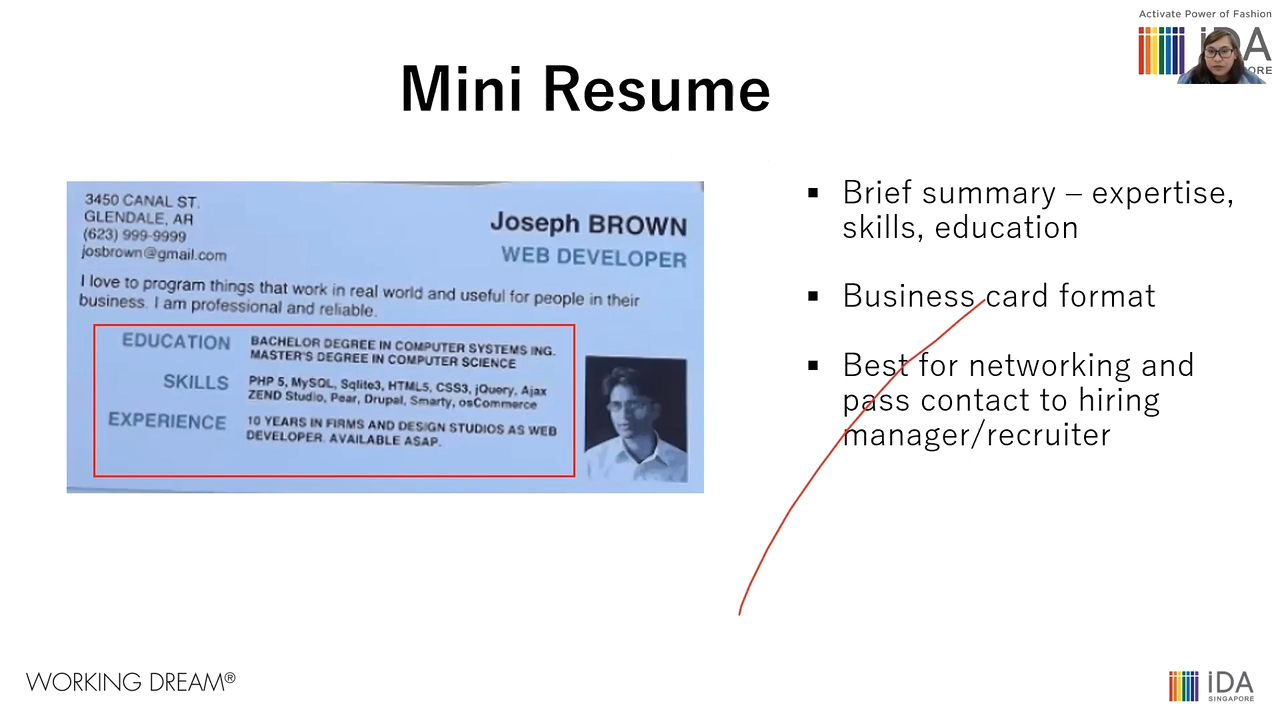 Activate Power of Fashion
Mini Resume
3450 CANAL ST.
GLENDALE, AR
(623) 999-9999
josbrown@gmail.com
Joseph BROWN
WEB DEVELOPER
I love to program things that work in real world and useful for people in their
business. I am professional and reliable.
EDUCATION
BACHELOR DEGREE IN COMPUTER SYSTEMS ING.
MASTER'S DEGREE IN COMPUTER SCIENCE
SKILLS
PHP 5, MySQL, Sqlite3, HTML5, CSS3, jQuery, Ajax
ZEND Studio, Pear, Drupal, Smarty, osCommerce
EXPERIENCE
10 YEARS IN FIRMS AND DESIGN STUDIOS AS WEB
DEVELOPER. AVAILABLE ASAP.
▪ Brief summary – expertise,
skills, education
▪ Business card format
▪ Best for networking and
pass contact to hiring
manager/recruiter
WORKING DREAM®
iDA
SINGAPORE